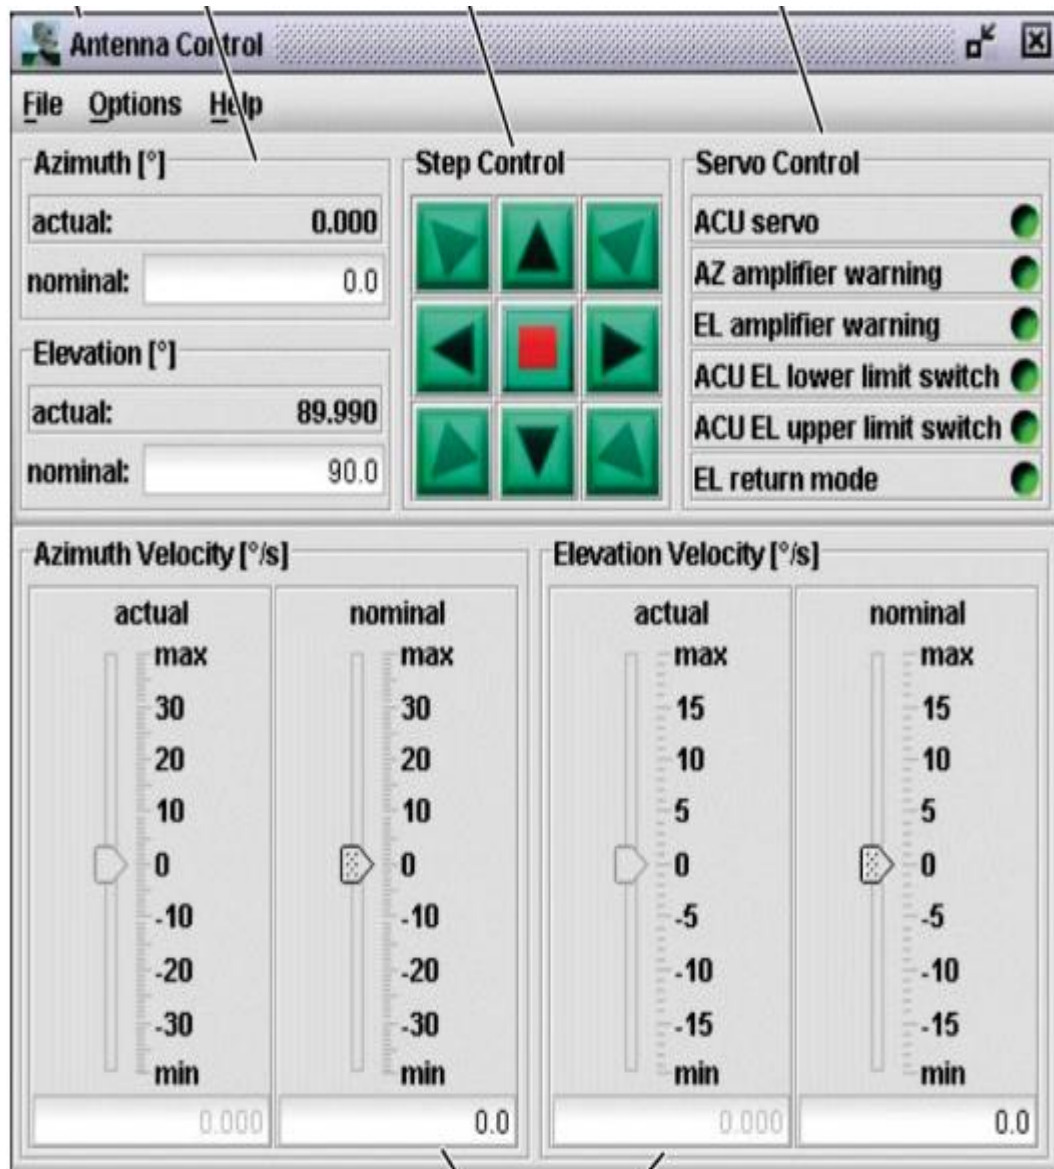 Antenna Control
File Options Help
Azimuth [°]
actual: 0.000
nominal: 0.0
Elevation [°]
actual: 89.990
nominal: 90.0
Step Control
Servo Control
ACU servo
AZ amplifier warning
EL amplifier warning
ACU EL lower limit switch
ACU EL upper limit switch
EL return mode
Azimuth Velocity [°/s]
actual
max
30
20
10
0
-10
-20
-30
min
0.000
nominal
max
30
20
10
0
-10
-20
-30
min
0.0
Elevation Velocity [°/s]
actual
max
15
10
5
0
-5
-10
-15
min
0.000
nominal
max
15
10
5
0
-5
-10
-15
min
0.0